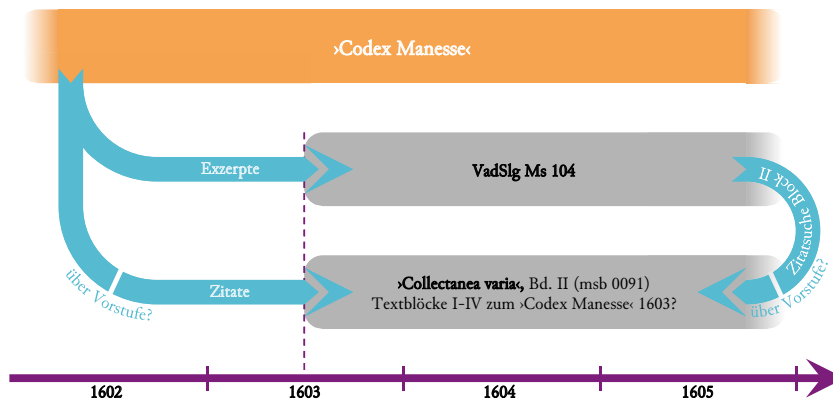 ›Codex Manesse‹
Exzerpte
VadSlg Ms 104
Zitatsuche Block II
über Vorstufe?
Zitate
›Collectanea varia‹, Bd. II (msb 0091)
Textblöcke I-IV zum ›Codex Manesse‹ 1603?
über Vorstufe?
1602 1603 1604 1605